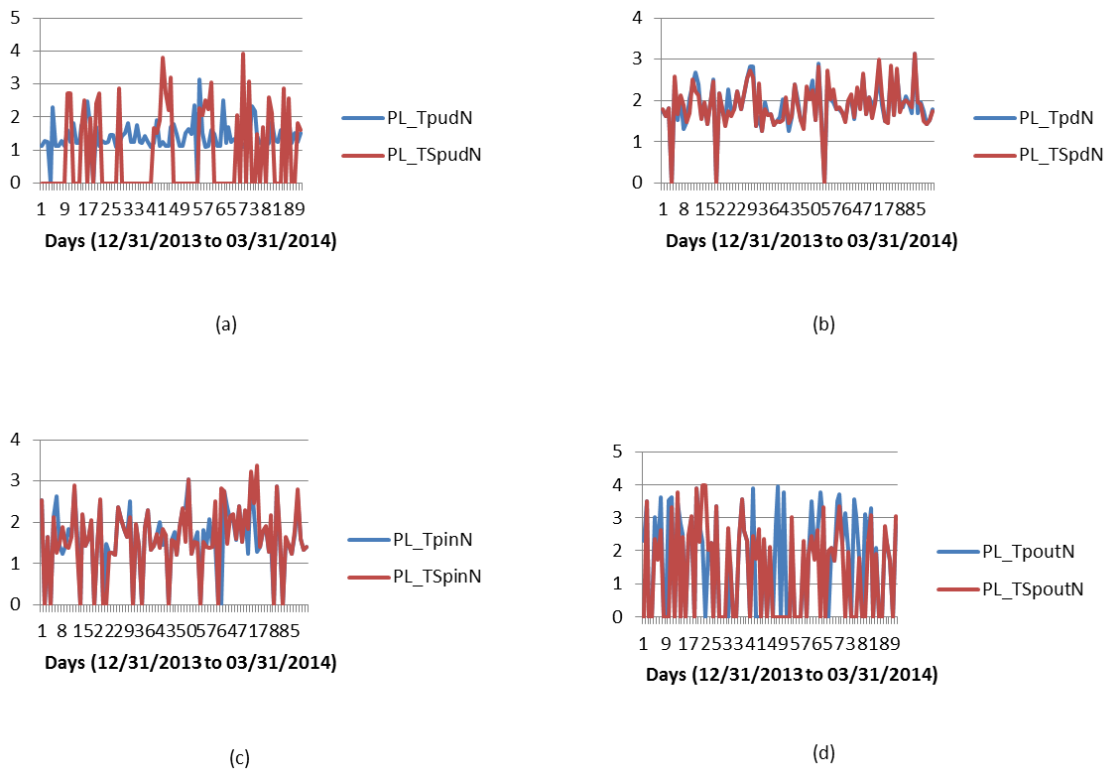 5
4
3
2
1
0
1 9 17 25 33 41 49 57 65 73 81 89
Days (12/31/2013 to 03/31/2014)
PL_TpudN
PL_TSpudN
(a)
4
3
2
1
0
1 8 15 22 29 36 43 50 57 64 71 78 85
Days (12/31/2013 to 03/31/2014)
PL_TpdN
PL_TSpdN
(b)
4
3
2
1
0
1 8 15 22 29 36 43 50 57 64 71 78 85
Days (12/31/2013 to 03/31/2014)
PL_TpinN
PL_TSpinN
(c)
5
4
3
2
1
0
1 9 17 25 33 41 49 57 65 73 81 89
Days (12/31/2013 to 03/31/2014)
PL_TpoutN
PL_TSpoutN
(d)